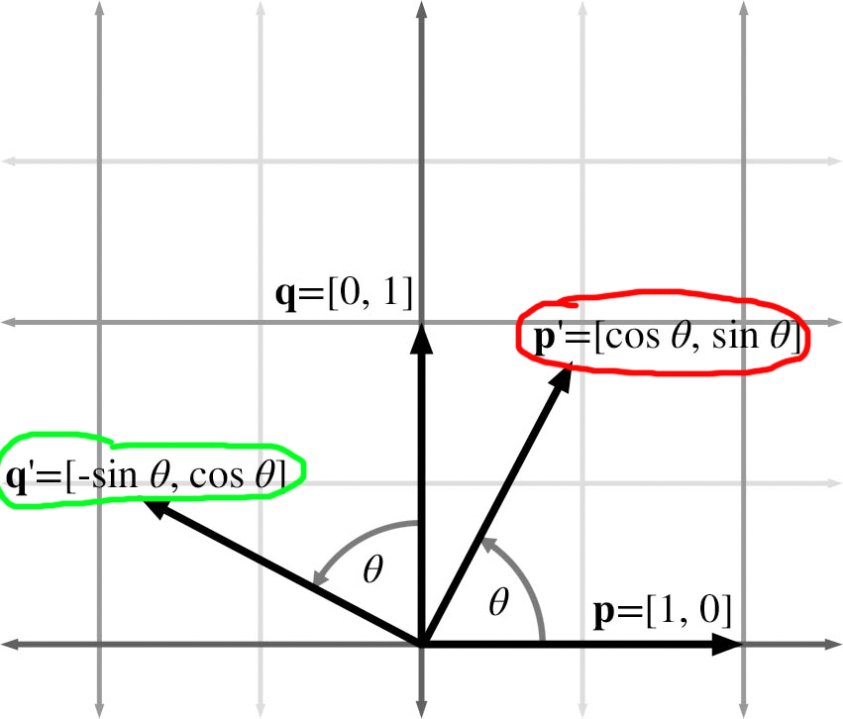 q=[0, 1]
p'=[cos θ, sin θ]
q'=[-sin θ, cos θ]
θ
θ
p=[1, 0]